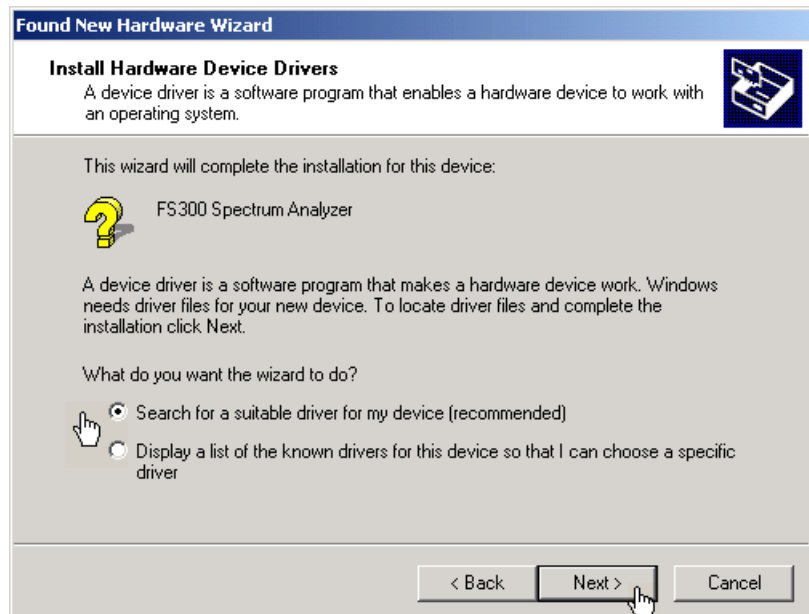 Found New Hardware Wizard
Install Hardware Device Drivers
A device driver is a software program that enables a hardware device to work with
an operating system.
This wizard will complete the installation for this device:
FS300 Spectrum Analyzer
A device driver is a software program that makes a hardware device work. Windows
needs driver files for your new device. To locate driver files and complete the
installation click Next.
What do you want the wizard to do?
Search for a suitable driver for my device (recommended)
Display a list of the known drivers for this device so that I can choose a specific
driver
< Back Next > Cancel